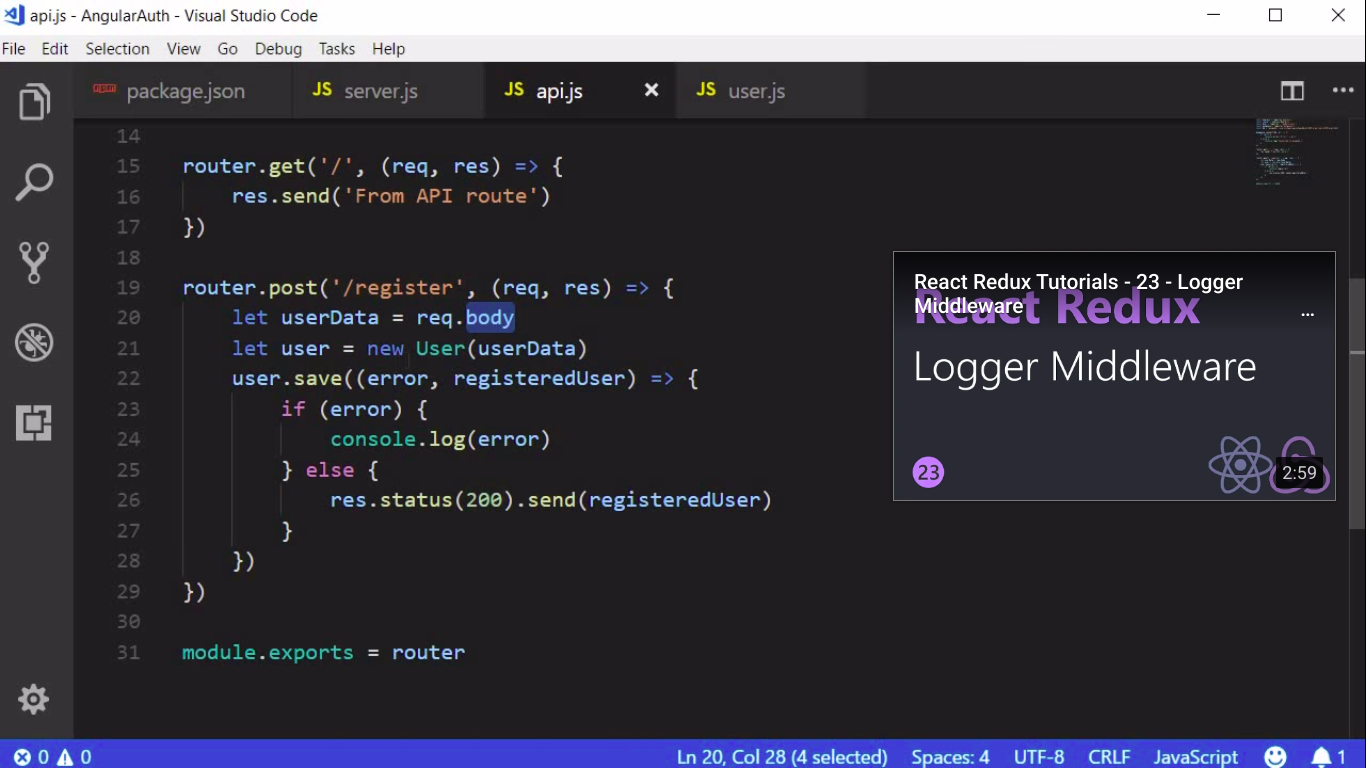 api.js - AngularAuth - Visual Studio Code
File Edit Selection View Go Debug Tasks Help
npm package.json JS server.js JS api.js JS user.js
14
15 router.get('/', (req, res) => {
16 res.send('From API route')
17 })
18
19 router.post('/register', (req, res) => {
20 let userData = req.body
21 let user = new User(userData)
22 user.save((error, registeredUser) => {
23 if (error) {
24 console.log(error)
25 } else {
26 res.status(200).send(registeredUser)
27 }
28 })
29 })
30
31 module.exports = router
React Redux Tutorials - 23 - Logger
Middleware
React Redux
Logger Middleware
23
2:59
0 0 Ln 20, Col 28 (4 selected) Spaces: 4 UTF-8 CRLF JavaScript 1